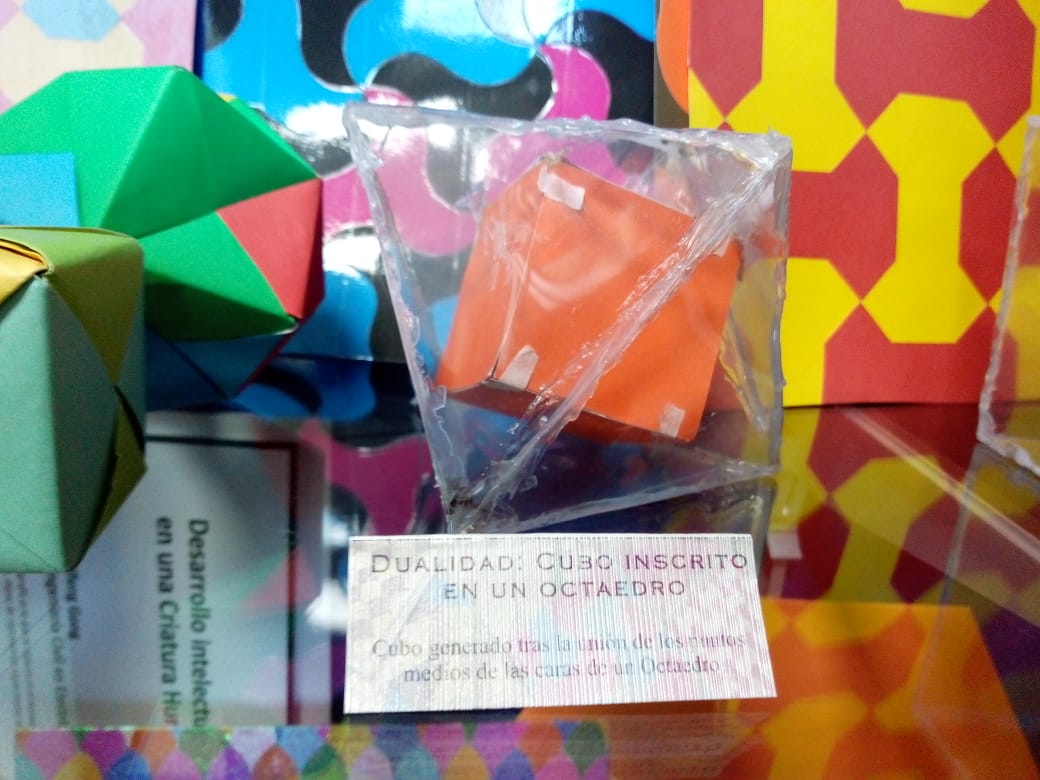 DUALIDAD: CUBO INSCRITO
EN UN OCTAEDRO
Cubo generado tras la unión de los puntos
medios de las caras de un Octaedro
Desarrollo intelectu
en una Criatura Hu